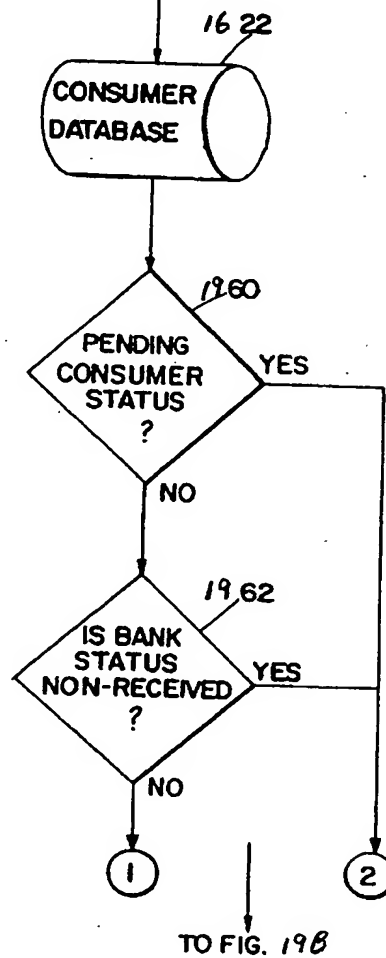 1622
CONSUMER
DATABASE
1960
PENDING
CONSUMER
STATUS
?
YES
NO
1962
IS BANK
STATUS
NON-RECEIVED
?
YES
NO
1
2
TO FIG. 19B